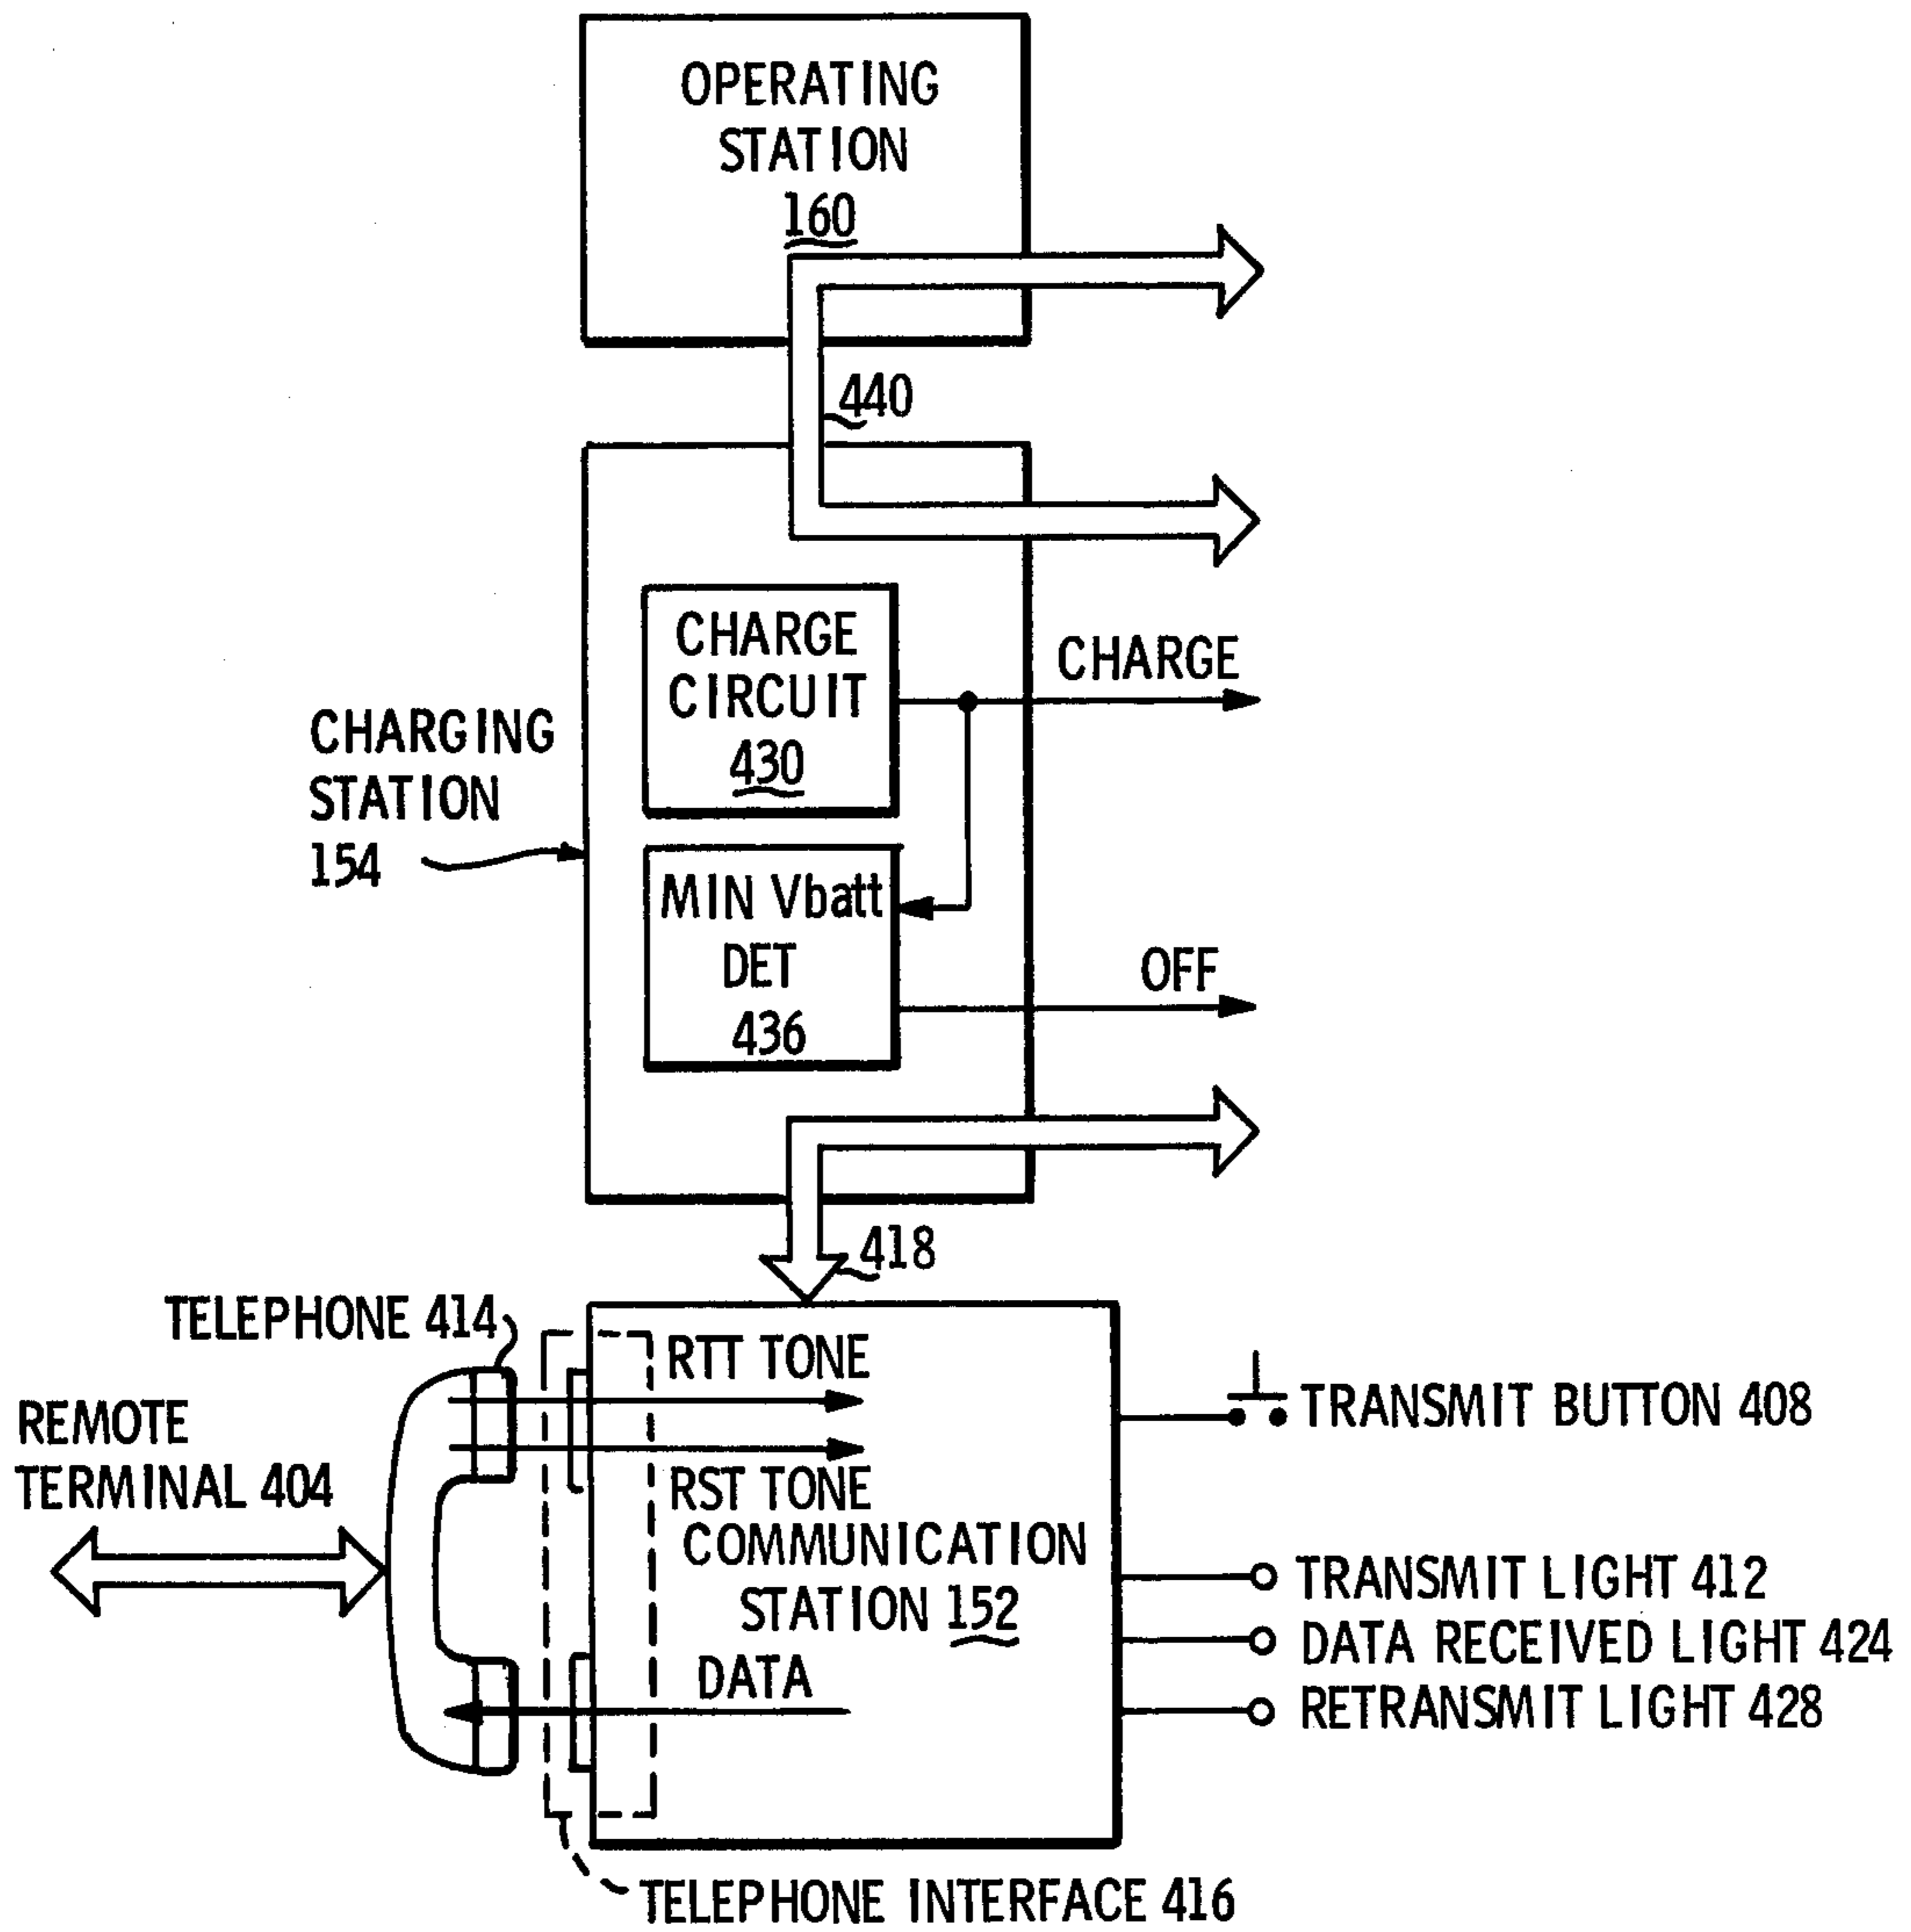 OPERATING
STATION
160
440
CHARGE
CIRCUIT
430
CHARGE
CHARGING
STATION
154
MIN Vbatt
DET
436
OFF
418
TELEPHONE 414
RTT TONE
REMOTE
TERMINAL 404
TRANSMIT BUTTON 408
RST TONE
COMMUNICATION
STATION 152
TRANSMIT LIGHT 412
DATA RECEIVED LIGHT 424
DATA
RETRANSMIT LIGHT 428
TELEPHONE INTERFACE 416